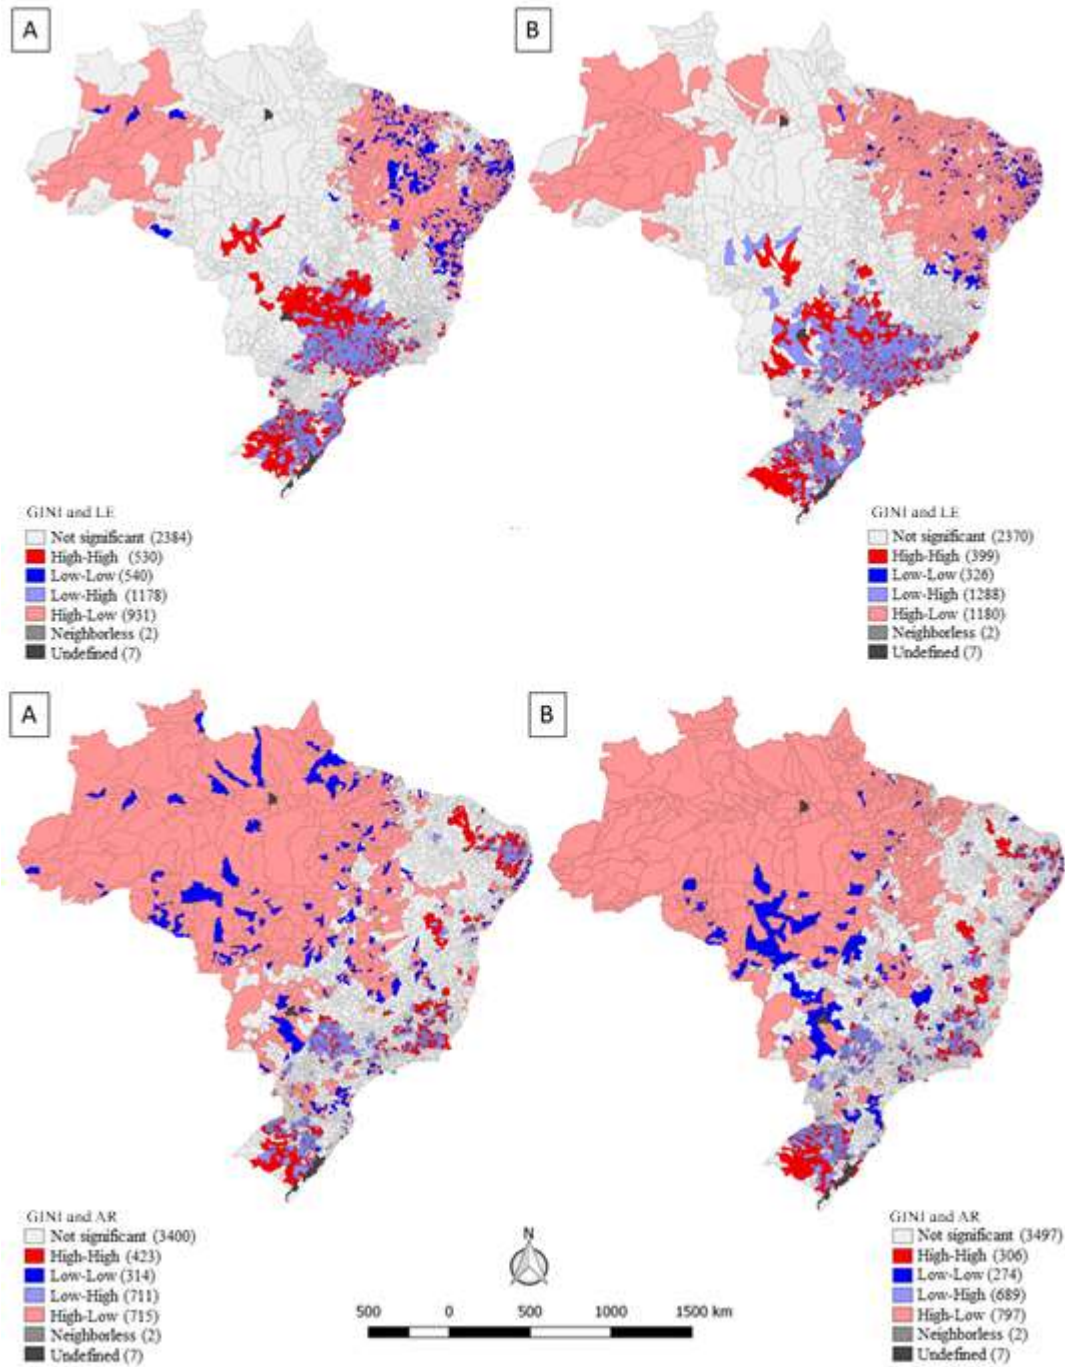 A
B
GINI and LE
Not significant (2384)
High-High (530)
Low-Low (540)
Low-High (1178)
High-Low (931)
Neighborless (2)
Undefined (7)
GINI and LE
Not significant (2370)
High-High (399)
Low-Low (326)
Low-High (1288)
High-Low (1180)
Neighborless (2)
Undefined (7)
A
B
GINI and AR
Not significant (3400)
High-High (423)
Low-Low (314)
Low-High (711)
High-Low (715)
Neighborless (2)
Undefined (7)
N
500 0 500 1000 1500 km
GINI and AR
Not significant (3497)
High-High (306)
Low-Low (274)
Low-High (689)
High-Low (797)
Neighborless (2)
Undefined (7)